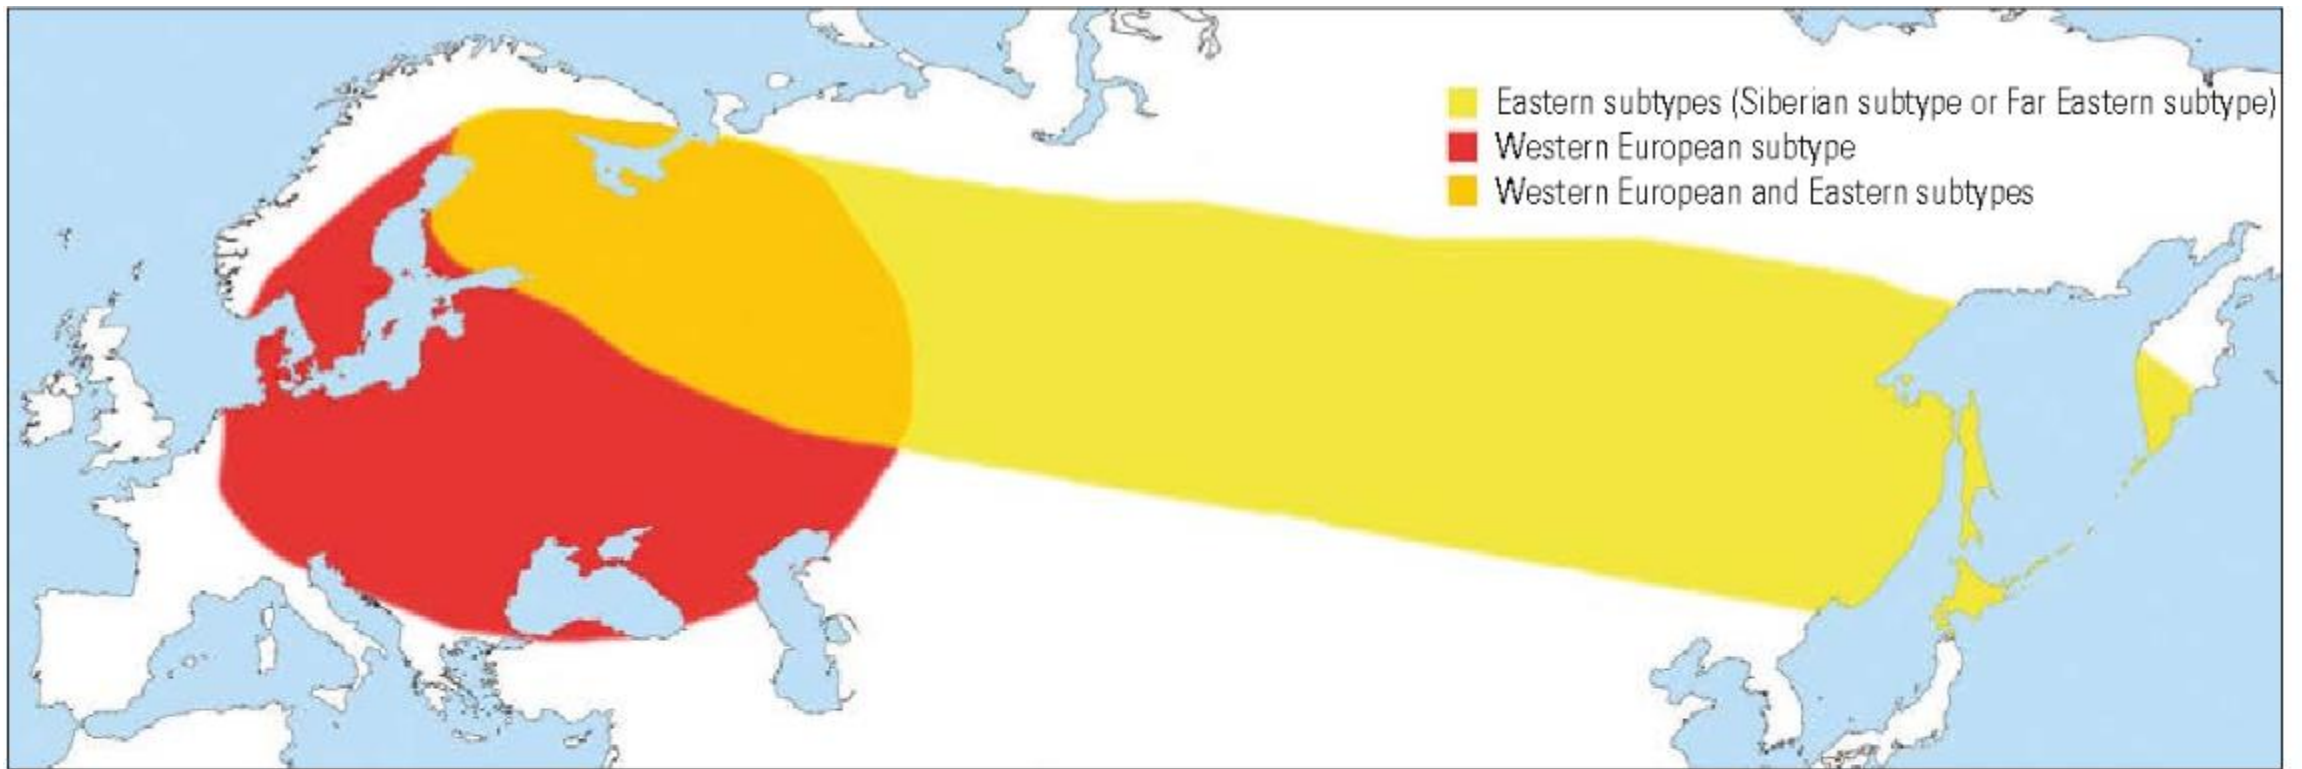 Eastern subtypes (Siberian subtype or Far Eastern subtype)
Western European subtype
Western European and Eastern subtypes